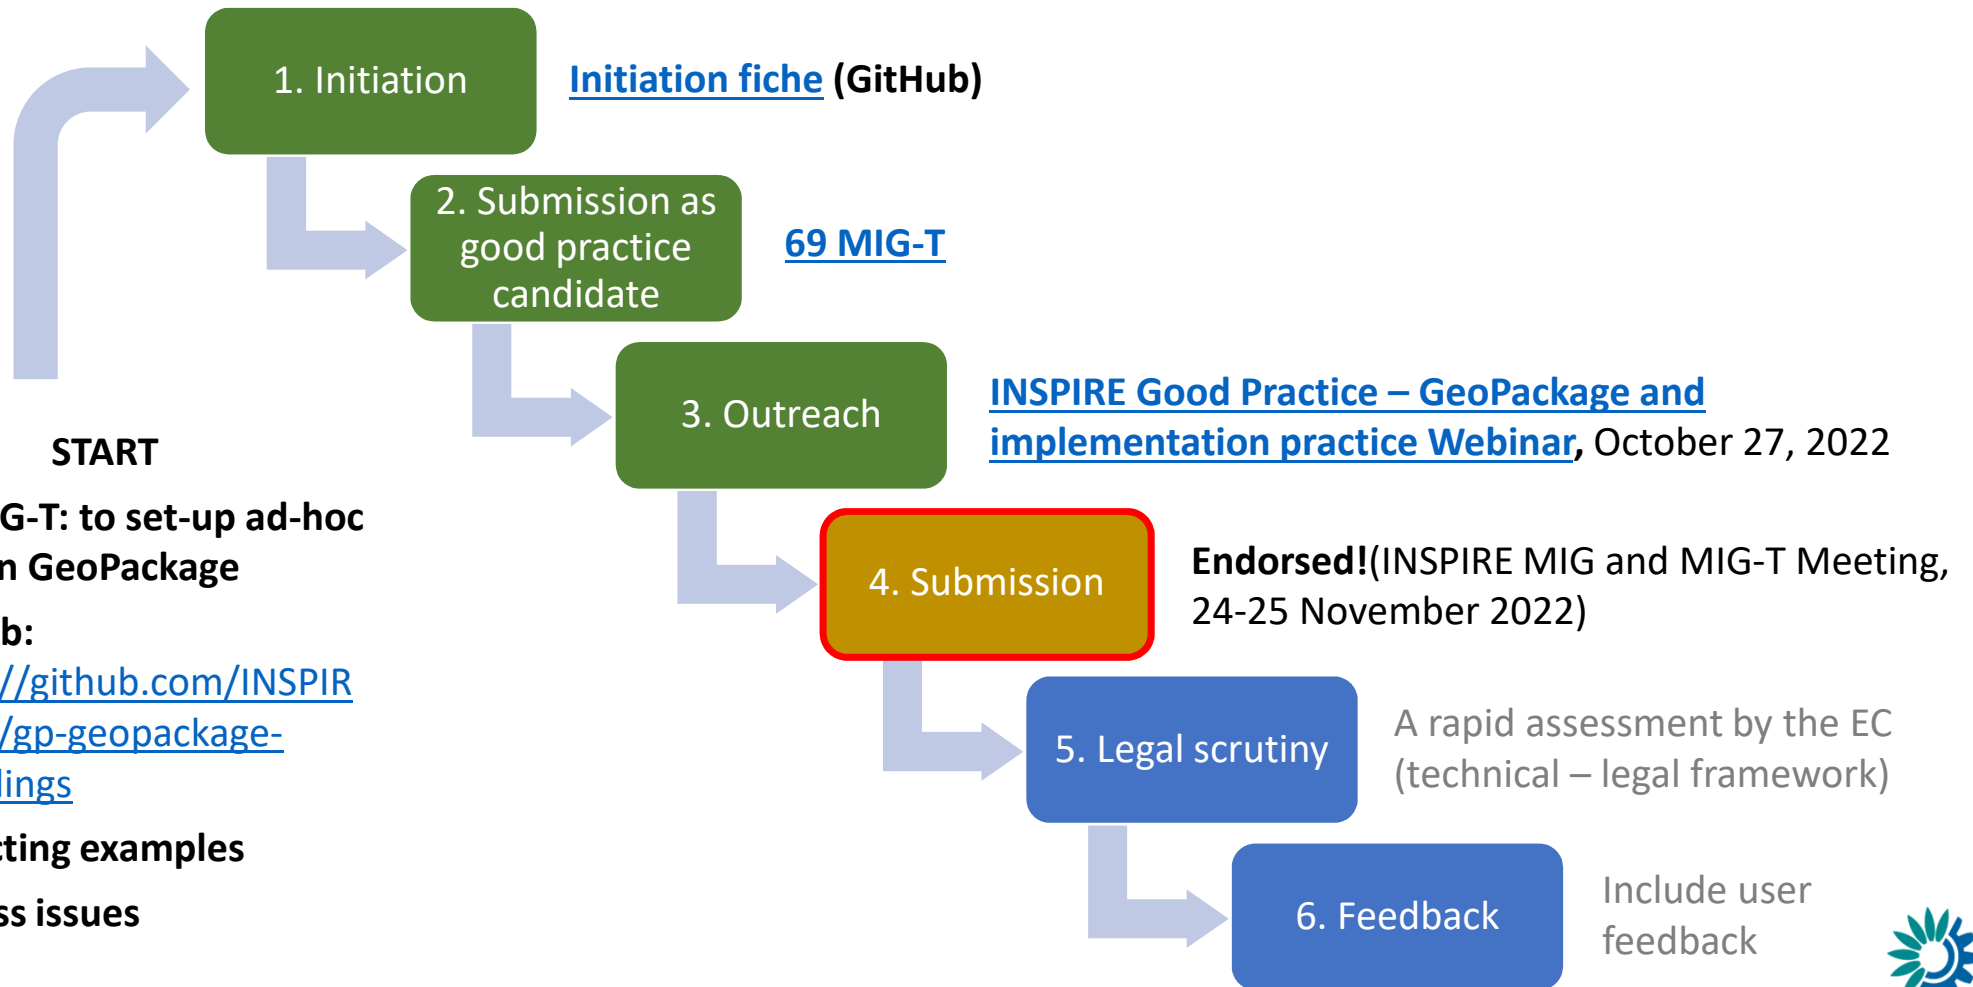 1. Initiation
Initiation fiche (GitHub)
2. Submission as
good practice
candidate
69 MIG-T
3. Outreach
INSPIRE Good Practice – GeoPackage and
implementation practice Webinar, October 27, 2022
START
G-T: to set-up ad-hoc
n GeoPackage
b:
//github.com/INSPIR
/gp-geopackage-
lings
cting examples
ss issues
4. Submission
Endorsed!(INSPIRE MIG and MIG-T Meeting,
24-25 November 2022)
5. Legal scrutiny
A rapid assessment by the EC
(technical – legal framework)
6. Feedback
Include user
feedback